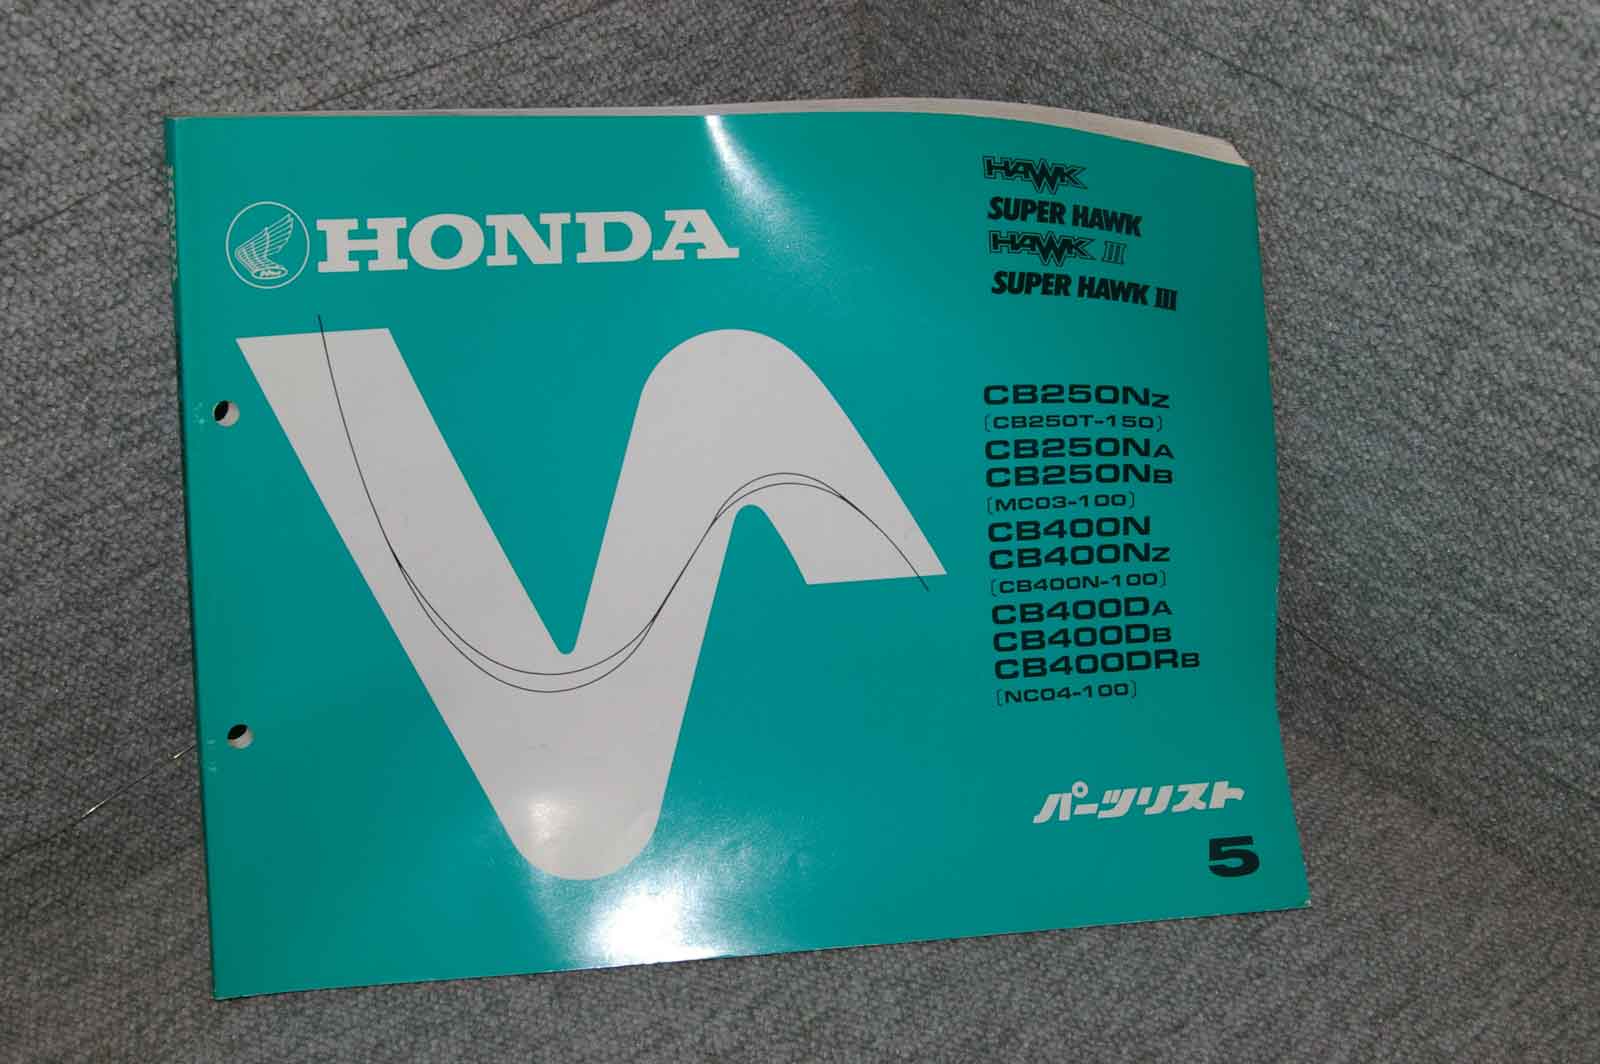 HONDA
HAWK
SUPER HAWK
HAWK III
SUPER HAWK III
CB250NZ
(CB250T-150)
CB250NA
CB250NB
(MC03-100)
CB400N
CB400NZ
(CB400N-100)
CB400DA
CB400DB
CB400DRB
(NC04-100)
パーツリスト
5